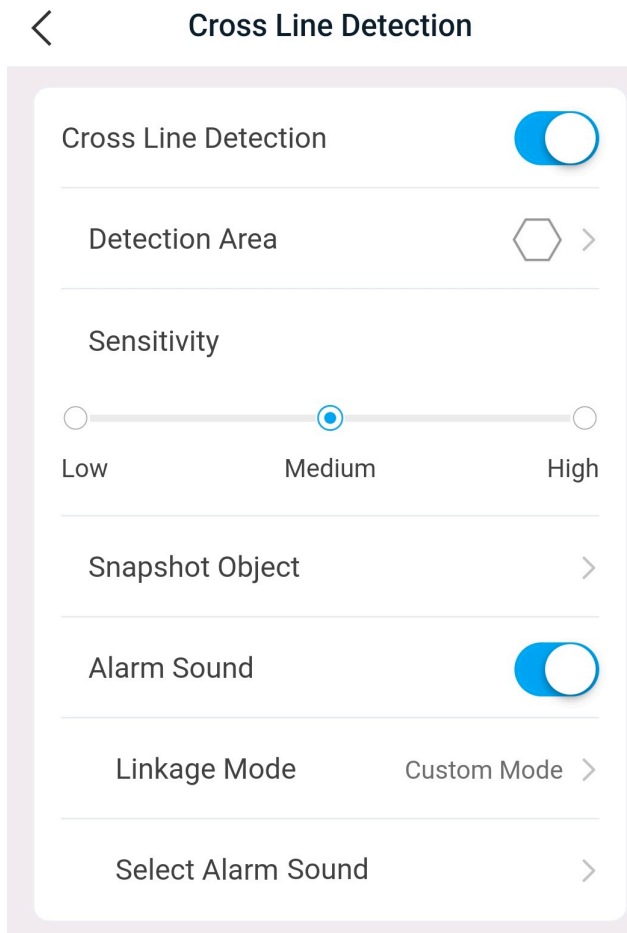 Cross Line Detection
Cross Line Detection
Detection Area
Sensitivity
Low Medium High
Snapshot Object
Alarm Sound
Linkage Mode Custom Mode
Select Alarm Sound